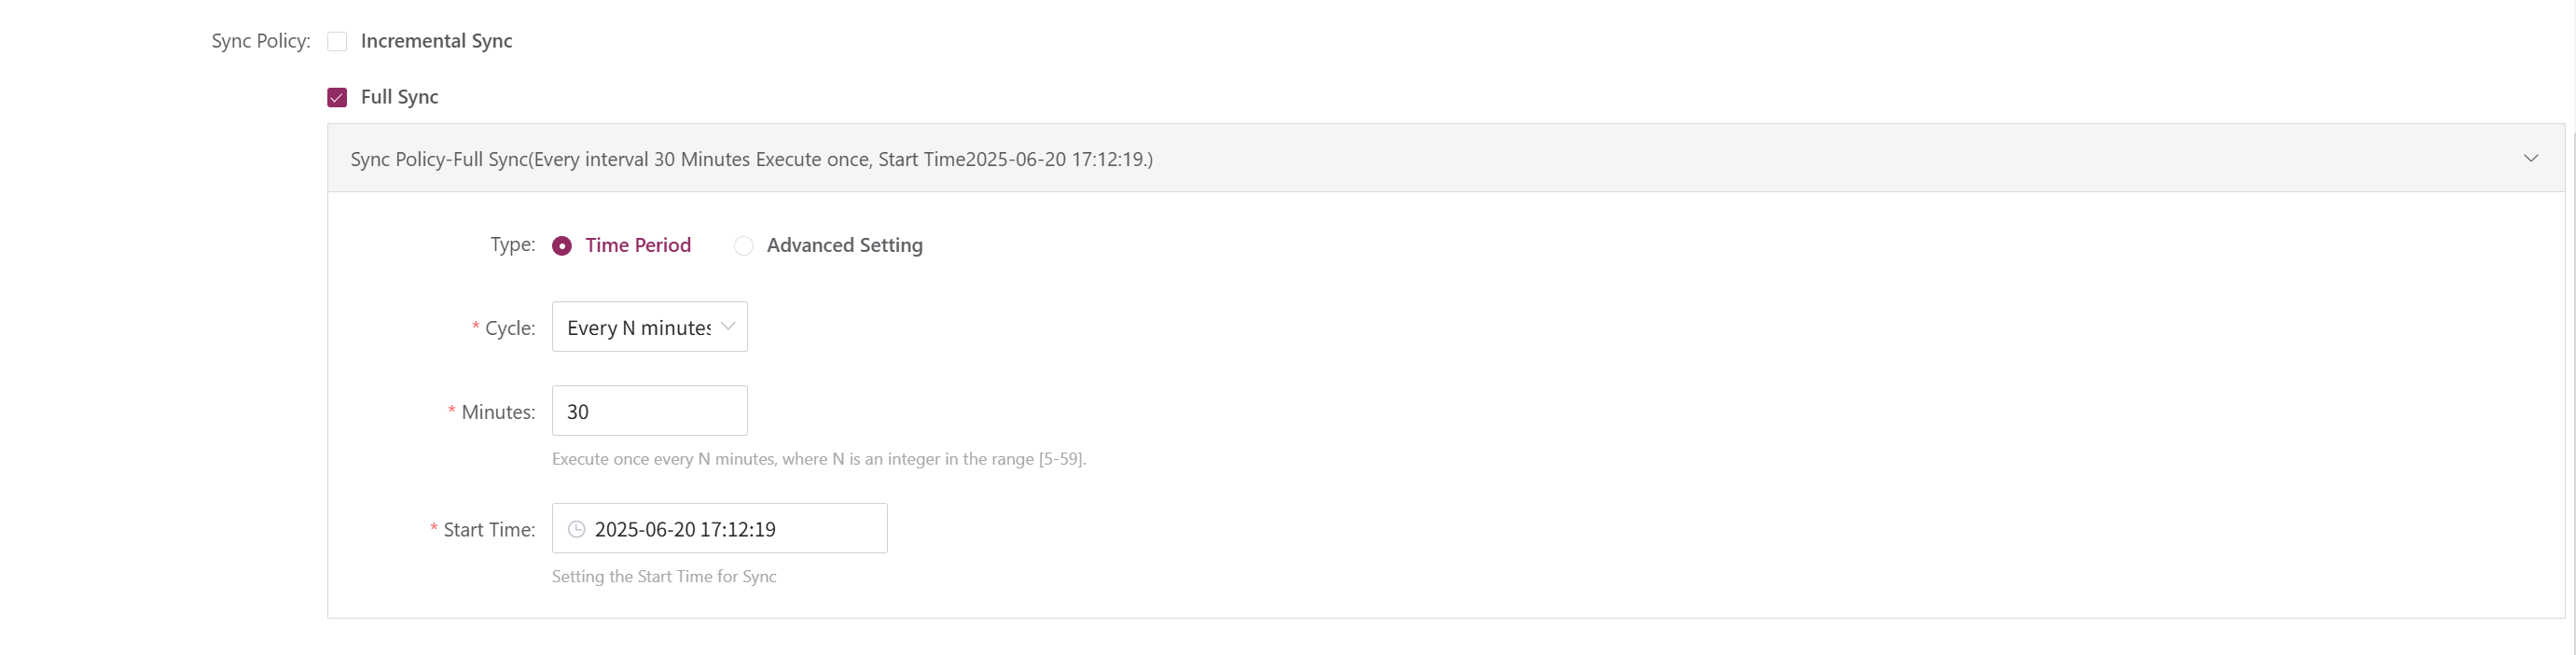 Sync Policy: Incremental Sync
Full Sync
Sync Policy-Full Sync(Every interval 30 Minutes Execute once, Start Time2025-06-20 17:12:19.)
Type: Time Period Advanced Setting
* Cycle: Every N minutes
* Minutes: 30
Execute once every N minutes, where N is an integer in the range [5-59].
* Start Time: 2025-06-20 17:12:19
Setting the Start Time for Sync